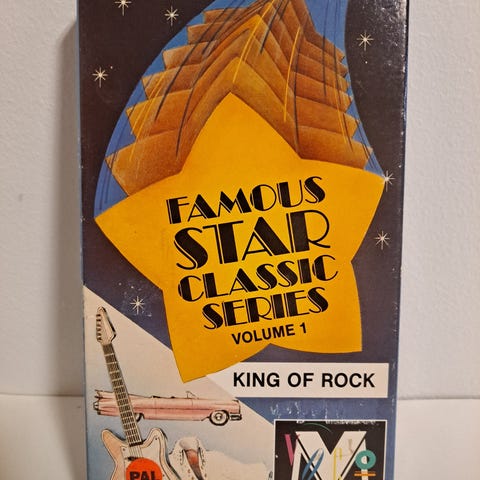 FAMOUS
STAR
CLASSIC
SERIES
VOLUME 1
KING OF ROCK
PAL